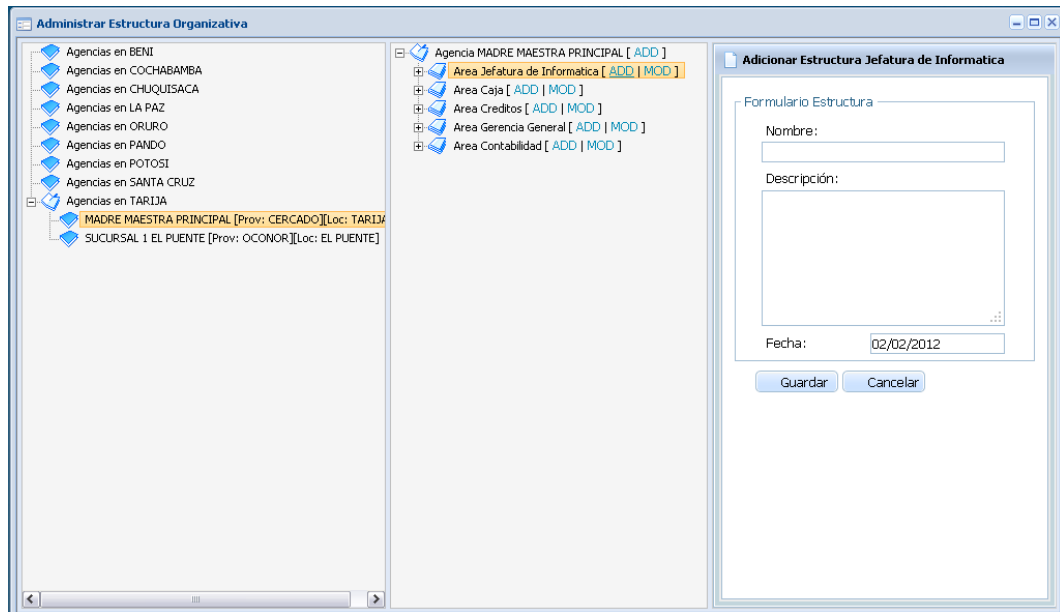 Administrar Estructura Organizativa
Agencias en BENI
Agencias en COCHABAMBA
Agencias en CHUQUISACA
Agencias en LA PAZ
Agencias en ORURO
Agencias en PANDO
Agencias en POTOSI
Agencias en SANTA CRUZ
Agencias en TARIJA
MADRE MAESTRA PRINCIPAL [Prov: CERCADO][Loc: TARIJA
SUCURSAL 1 EL PUENTE [Prov: OCONOR][Loc: EL PUENTE]
Agencia MADRE MAESTRA PRINCIPAL [ ADD ]
Area Jefatura de Informatica [ ADD | MOD ]
Area Caja [ ADD | MOD ]
Area Creditos [ ADD | MOD ]
Area Gerencia General [ ADD | MOD ]
Area Contabilidad [ ADD | MOD ]
Adicionar Estructura Jefatura de Informatica
Formulario Estructura
Nombre:
Descripción:
Fecha: 02/02/2012
Guardar Cancelar